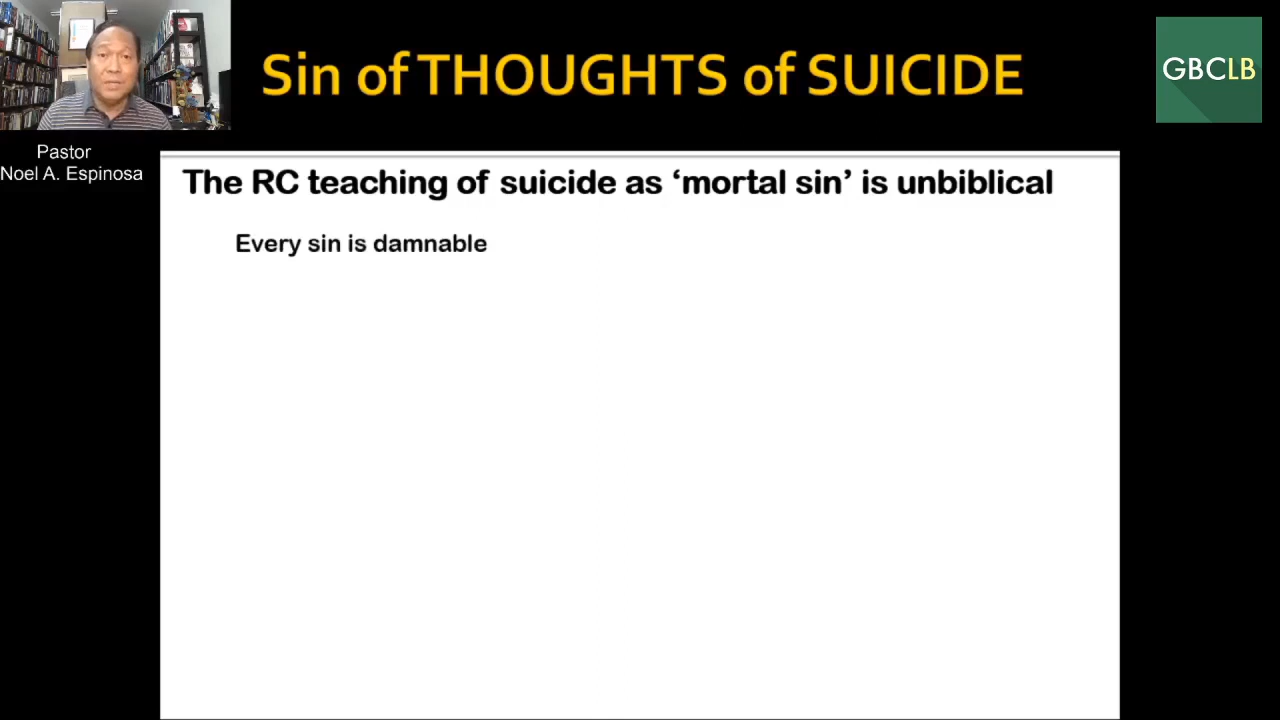 Sin of THOUGHTS of SUICIDE
GBCLB
Pastor
Noel A. Espinosa
The RC teaching of suicide as ‘mortal sin’ is unbiblical
Every sin is damnable